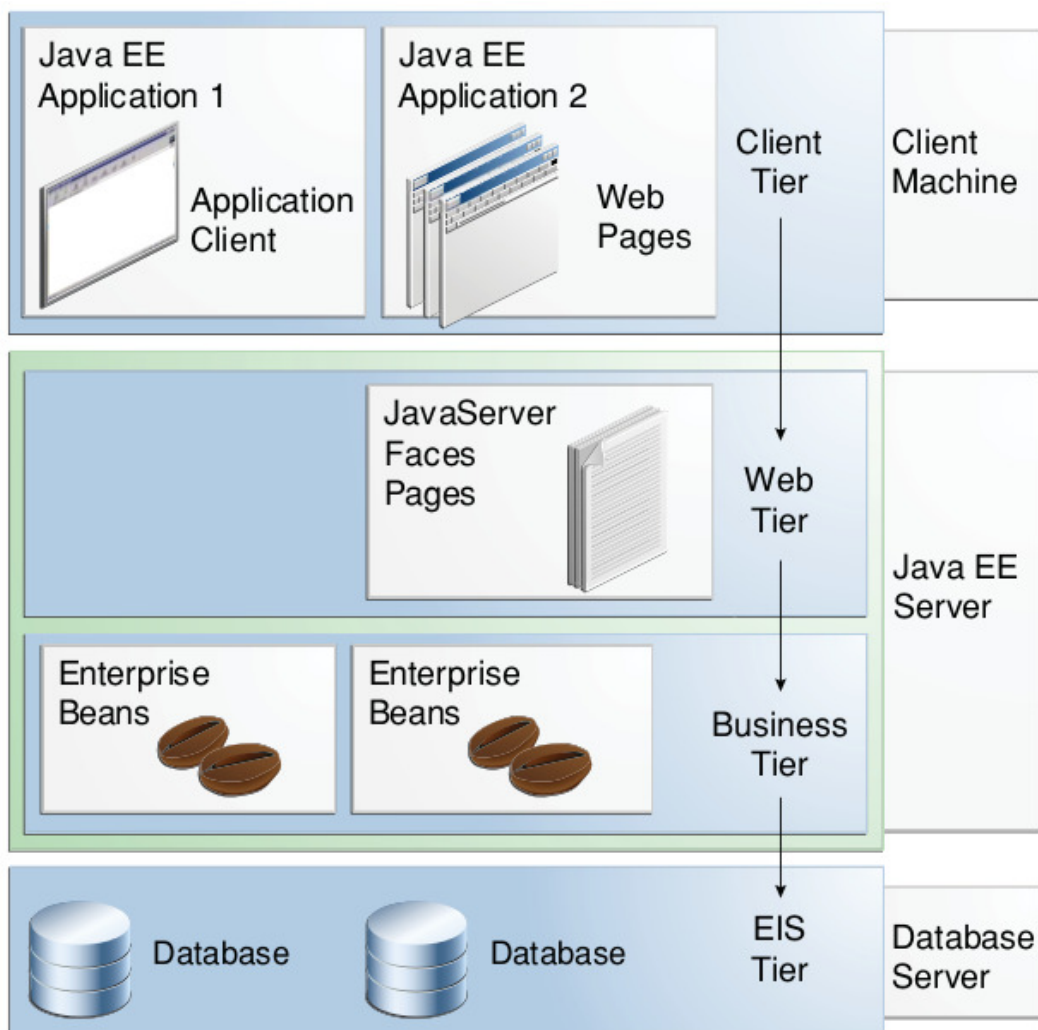 Java EE
Application 1
Application
Client
Java EE
Application 2
Web
Pages
Client
Tier
Client
Machine
JavaServer
Faces
Pages
Web
Tier
Java EE
Server
Enterprise
Beans
Enterprise
Beans
Business
Tier
Database
Database
EIS
Tier
Database
Server